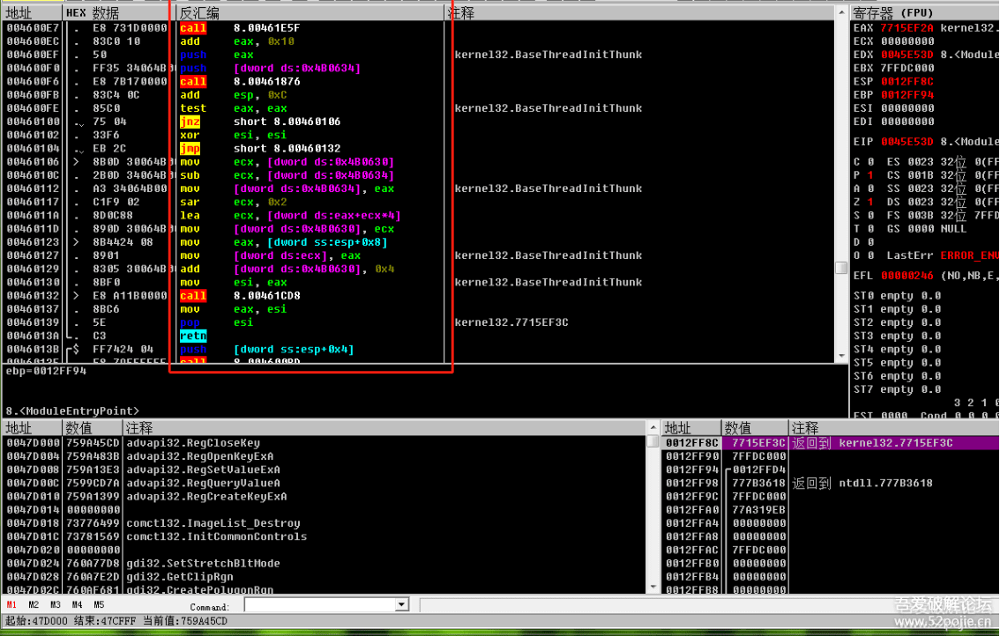 地址 HEX 数据 反汇编 注释
004600E7 . E8 731D0000 call 8.00461E5F
004600EC . 83C0 10 add eax, 0x10
004600EF . 50 push eax kernel32.BaseThreadInitThunk
004600F0 . FF35 34064B0 push [dword ds:0x4B0634]
004600F6 . E8 7B170000 call 8.00461876
004600FB . 83C4 0C add esp, 0xC
004600FE . 85C0 test eax, eax kernel32.BaseThreadInitThunk
00460100 . 75 04 jnz short 8.00460106
00460102 . 33F6 xor esi, esi
00460104 . EB 2C jmp short 8.00460132
00460106 > 8B0D 30064B0 mov ecx, [dword ds:0x4B0630]
0046010C . 2B0D 34064B0 sub ecx, [dword ds:0x4B0634]
00460112 . A3 34064B00 mov [dword ds:0x4B0634], eax kernel32.BaseThreadInitThunk
00460117 . C1F9 02 sar ecx, 0x2
0046011A . 8D0C88 lea ecx, [dword ds:eax+ecx*4]
0046011D . 890D 30064B0 mov [dword ds:0x4B0630], ecx
00460123 > 8B4424 08 mov eax, [dword ss:esp+0x8]
00460127 . 8901 mov [dword ds:ecx], eax kernel32.BaseThreadInitThunk
00460129 . 8305 30064B0 add [dword ds:0x4B0630], 0x4
00460130 . 8BF0 mov esi, eax kernel32.BaseThreadInitThunk
00460132 > E8 A11B0000 call 8.00461CD8
00460137 . 8BC6 mov eax, esi
00460139 . 5E pop esi kernel32.7715EF3C
0046013A . C3 retn
0046013B $ FF7424 04 push [dword ss:esp+0x4]
ebp=0012FF94
8.<ModuleEntryPoint>
寄存器 (FPU)
EAX 7715EF2A kernel32.
ECX 00000000
EDX 0045E53D 8.<Module
EBX 7FFDC000
ESP 0012FF8C
EBP 0012FF94
ESI 00000000
EDI 00000000
EIP 0045E53D 8.<Module
C 0 ES 0023 32位 0(FF
P 1 CS 001B 32位 0(FF
A 0 SS 0023 32位 0(FF
Z 1 DS 0023 32位 0(FF
S 0 FS 003B 32位 7FFD
T 0 GS 0000 NULL
D 0
O 0 LastErr ERROR_ENV
EFL 00000246 (NO,NB,E,
ST0 empty 0.0
ST1 empty 0.0
ST2 empty 0.0
ST3 empty 0.0
ST4 empty 0.0
ST5 empty 0.0
ST6 empty 0.0
ST7 empty 0.0
3 2 1 0
FST 0000 Cond 0 0 0 0
地址 数值 注释
0047D000 759A45CD advapi32.RegCloseKey
0047D004 759A483B advapi32.RegOpenKeyExA
0047D008 759A13E3 advapi32.RegSetValueExA
0047D00C 7599CD7A advapi32.RegQueryValueA
0047D010 759A1399 advapi32.RegCreateKeyExA
0047D014 00000000
0047D018 73776499 comctl32.ImageList_Destroy
0047D01C 73781569 comctl32.InitCommonControls
0047D020 00000000
0047D024 760A77D8 gdi32.SetStretchBltMode
0047D028 760A7E2D gdi32.GetClipRgn
0047D02C 760AF681 gdi32.CreatePolygonRgn
地址 数值 注释
0012FF8C 7715EF3C 返回到 kernel32.7715EF3C
0012FF90 7FFDC000
0012FF94 0012FFD4
0012FF98 777B3618 返回到 ntdll.777B3618
0012FF9C 7FFDC000
0012FFA0 77A319EB
0012FFA4 00000000
0012FFA8 00000000
0012FFAC 7FFDC000
0012FFB0 00000000
0012FFB4 00000000
0012FFB8 00000000
M1 M2 M3 M4 M5 Command:
起始:47D000 结束:47CFFF 当前值:759A45CD
吾爱破解论坛
www.52pojie.cn